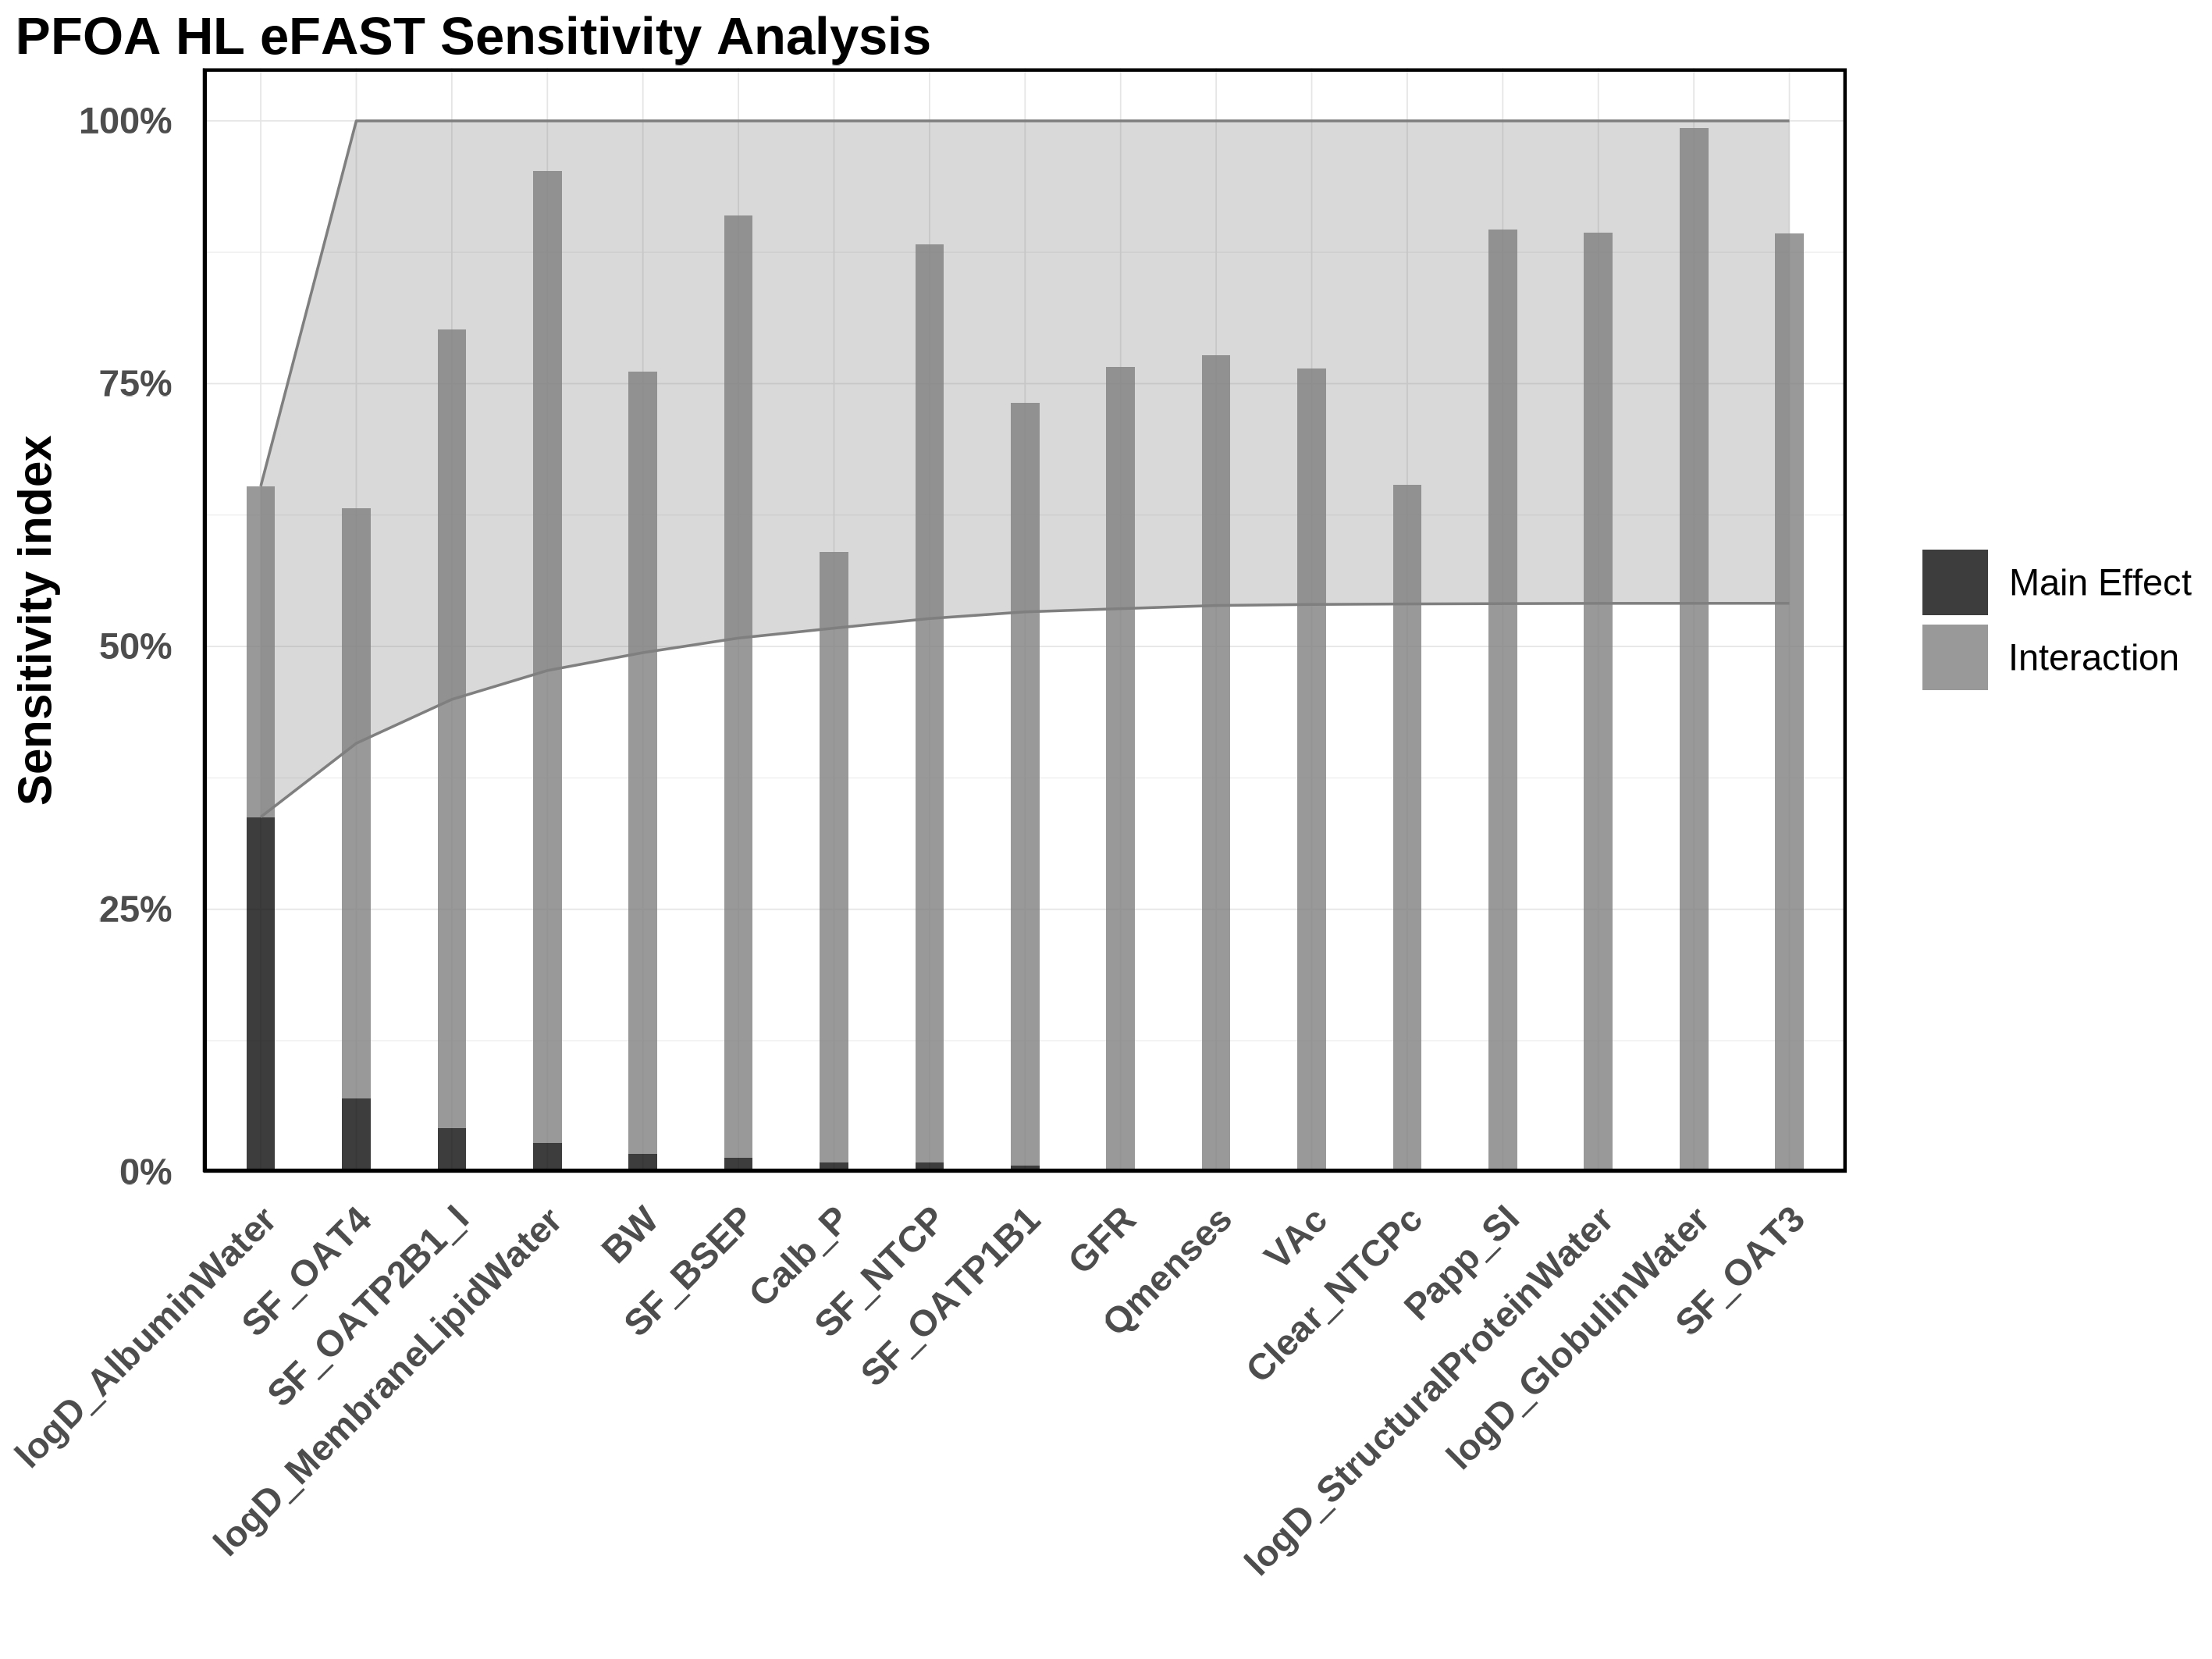 PFOA HL eFAST Sensitivity Analysis
Sensitivity index
100%
75%
50%
25%
0%
logD_AlbuminWater
SF_OAT4
SF_OATP2B1_I
logD_MembraneLipidWater
BW
SF_BSEP
Calb_P
SF_NTCP
SF_OATP1B1
GFR
Qmenses
VAc
Clear_NTCPc
Papp_SI
logD_StructuralProteinWater
logD_GlobulinWater
SF_OAT3
Main Effect
Interaction